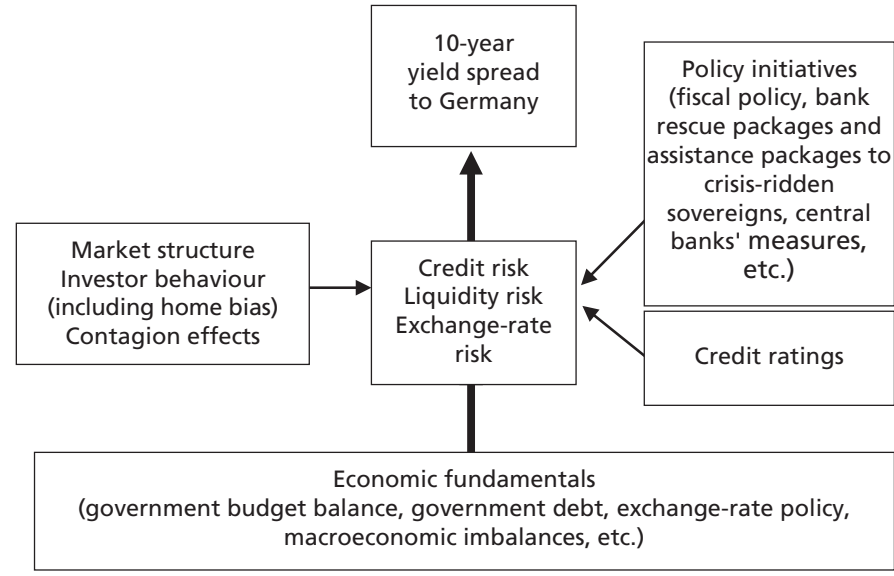 10-year
yield spread
to Germany
Policy initiatives
(fiscal policy, bank
rescue packages and
assistance packages to
crisis-ridden
sovereigns, central
banks' measures,
etc.)
Market structure
Investor behaviour
(including home bias)
Contagion effects
Credit risk
Liquidity risk
Exchange-rate
risk
Credit ratings
Economic fundamentals
(government budget balance, government debt, exchange-rate policy,
macroeconomic imbalances, etc.)